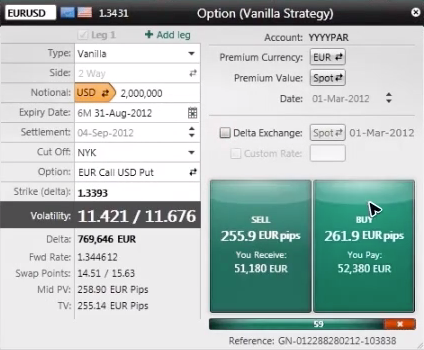 EURUSD 1.3431 Option (Vanilla Strategy)
Leg 1 + Add leg
Type: Vanilla
Side: 2 Way
Notional: USD 2,000,000
Expiry Date: 6M 31-Aug-2012
Settlement: 04-Sep-2012
Cut Off: NYK
Option: EUR Call USD Put
Strike (delta): 1.3393
Volatility: 11.421 / 11.676
Delta: 769,646 EUR
Fwd Rate: 1.344612
Swap Points: 14.51 / 15.63
Mid PV: 258.90 EUR Pips
TV: 255.14 EUR Pips
Account: YYYYPAR
Premium Currency: EUR
Premium Value: Spot
Date: 01-Mar-2012
Delta Exchange: Spot 01-Mar-2012
Custom Rate:
SELL
255.9 EUR pips
You Receive:
51,180 EUR
BUY
261.9 EUR pips
You Pay:
52,380 EUR
59
Reference: GN-012288280212-103838